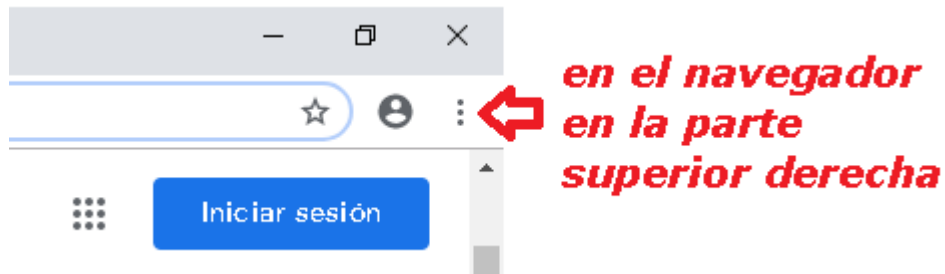 en el navegador
en la parte
superior derecha
Iniciar sesión